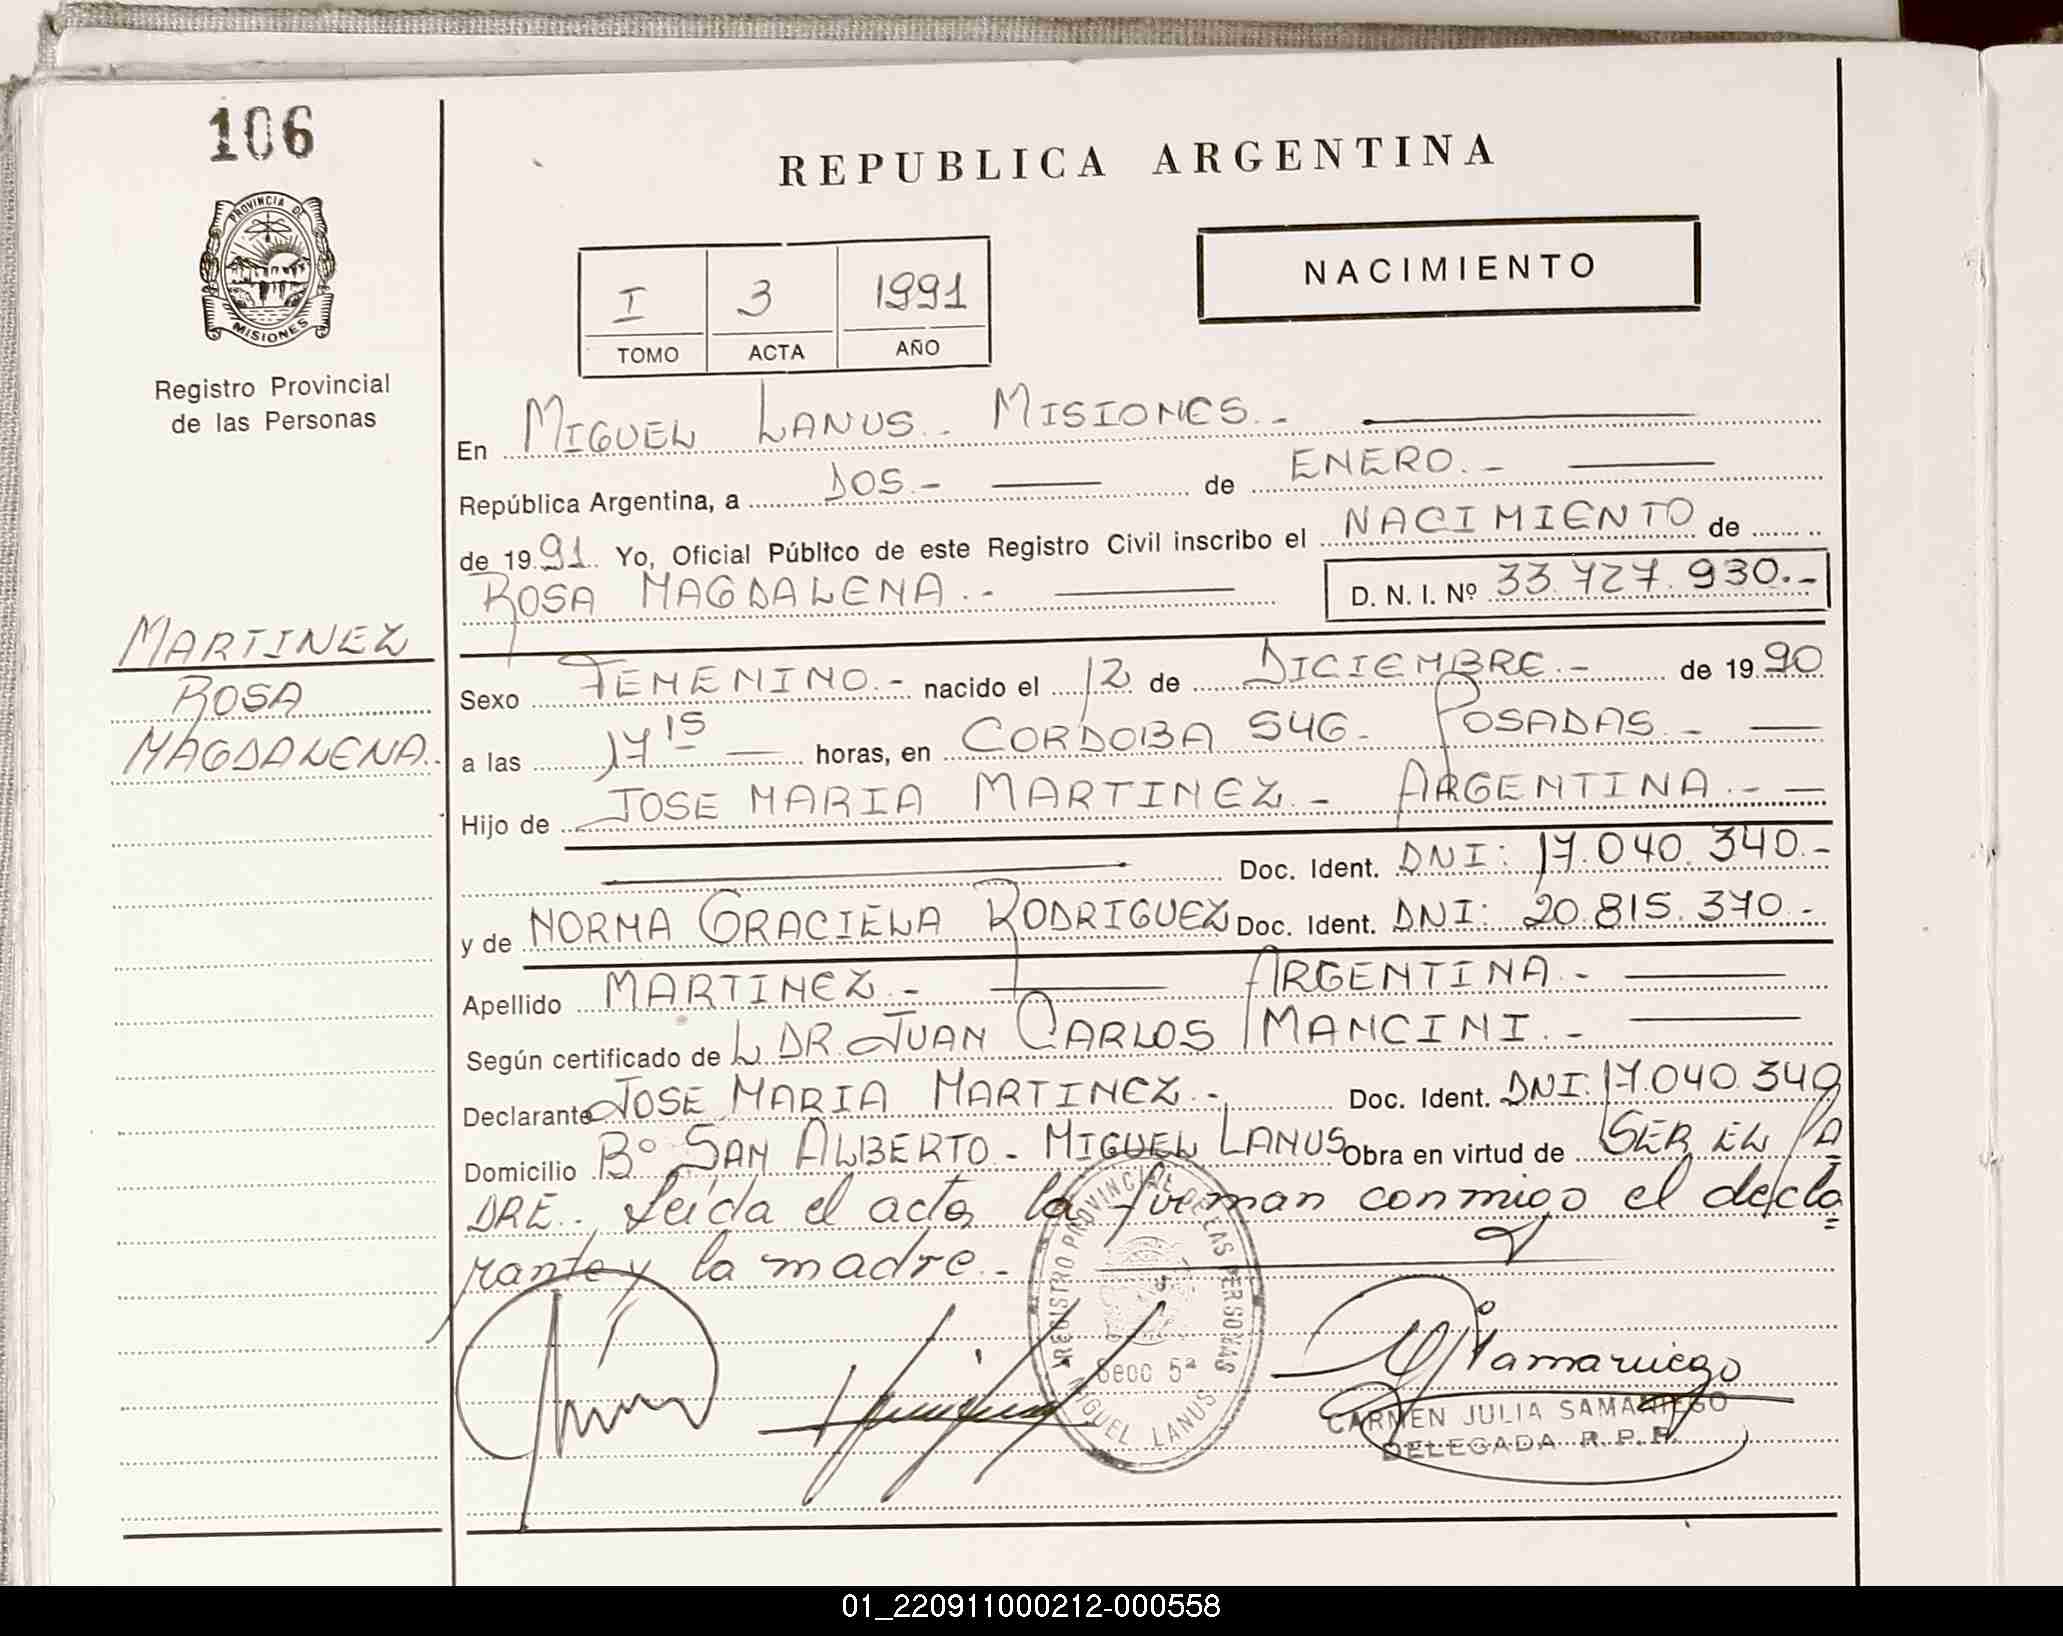 106
REPUBLICA ARGENTINA
PROVINCIA DE
MISIONES
Registro Provincial
de las Personas
I 3 1991
TOMO ACTA AÑO
NACIMIENTO
En MIGUEL LANUS.- MISIONES.-
República Argentina, a DOS.- de ENERO.-
de 1991. Yo, Oficial Público de este Registro Civil inscribo el NACIMIENTO de
ROSA MAGDALENA.- D. N. I. Nº 33.727.930.-
MARTINEZ
ROSA
MAGDALENA.
Sexo FEMENINO.- nacido el 12 de DICIEMBRE.- de 1990
a las 17 15 horas, en CORDOBA 546- POSADAS.-
Hijo de JOSE MARIA MARTINEZ.- ARGENTINA.-
Doc. Ident. DNI: 17.040.340.-
y de NORMA GRACIELA RODRIGUEZ Doc. Ident. DNI: 20.815.370.-
Apellido MARTINEZ.- ARGENTINA.-
Según certificado de L DR. JUAN CARLOS MANCINI.-
Declarante JOSE MARIA MARTINEZ.- Doc. Ident. DNI. 17.040.340
Domicilio Bº SAN ALBERTO - MIGUEL LANUS Obra en virtud de SER EL PA
DRE.. Leída el acta la firman conmigo el decla
rante y la madre.-
REGISTRO PROVINCIAL DE LAS PERSONAS
Secc 5ª
MIGUEL LANUS
CJSamaniego
CARMEN JULIA SAMANIEGO
DELEGADA R.P.P.
01_220911000212-000558